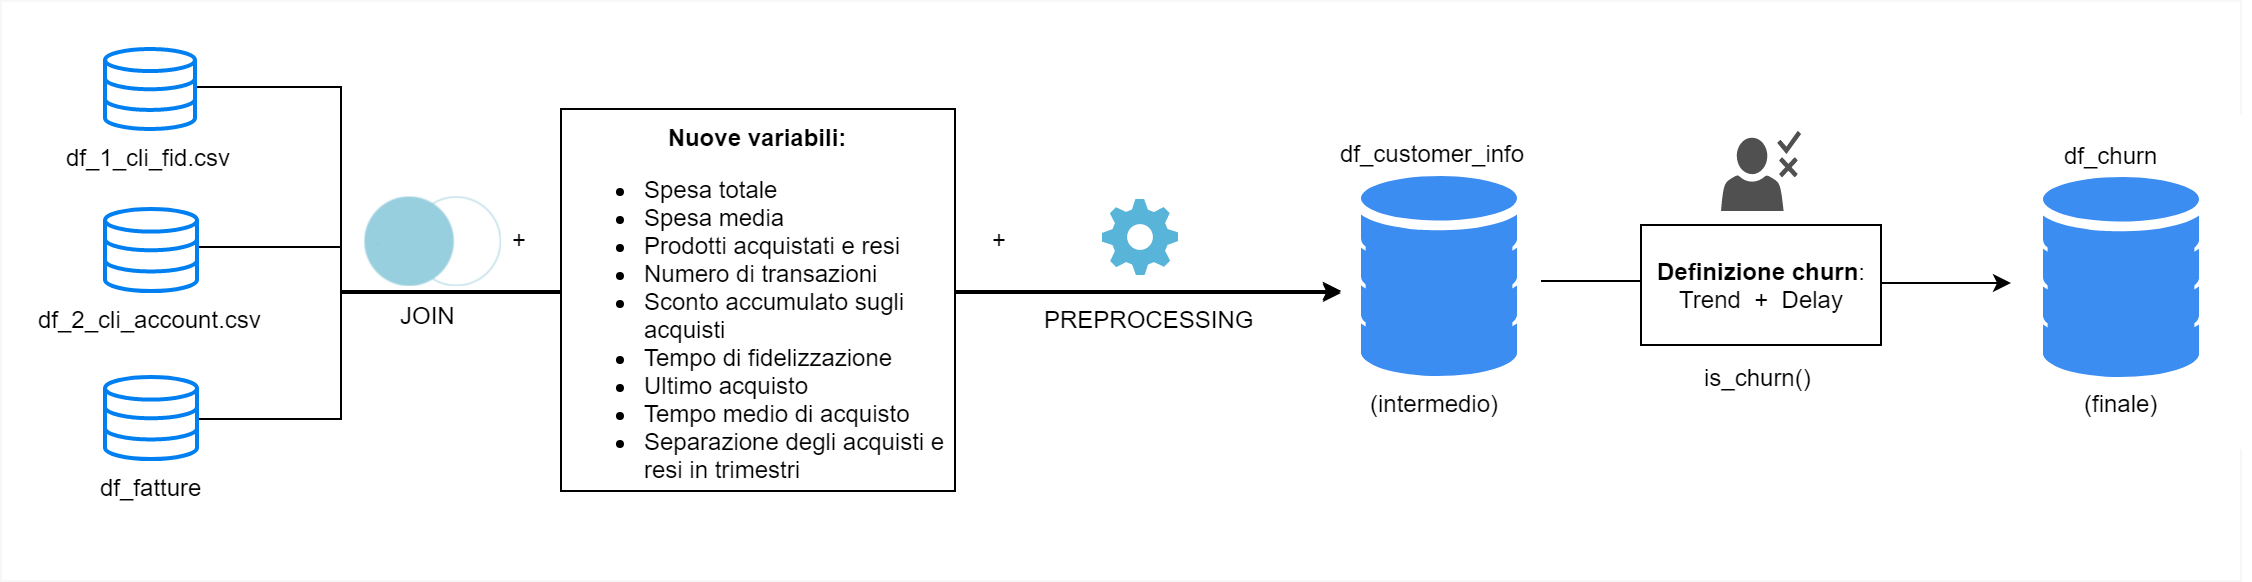 df_1_cli_fid.csv
df_2_cli_account.csv
df_fatture
JOIN
+
Nuove variabili:
• Spesa totale
• Spesa media
• Prodotti acquistati e resi
• Numero di transazioni
• Sconto accumulato sugli
acquisti
• Tempo di fidelizzazione
• Ultimo acquisto
• Tempo medio di acquisto
• Separazione degli acquisti e
resi in trimestri
+
PREPROCESSING
df_customer_info
(intermedio)
Definizione churn:
Trend + Delay
is_churn()
df_churn
(finale)